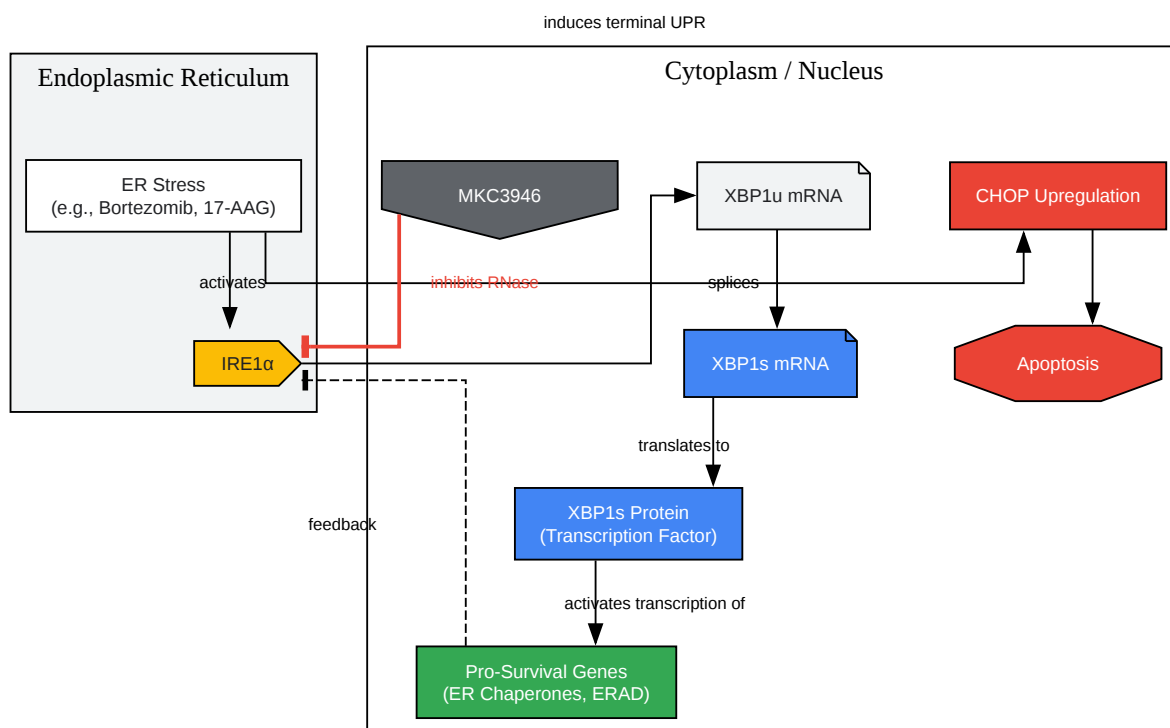 induces terminal UPR
Endoplasmic Reticulum
Cytoplasm / Nucleus
ER Stress
(e.g., Bortezomib, 17-AAG)
MKC3946
XBP1u mRNA
CHOP Upregulation
activates
inhibits RNase
splices
IRE1α
XBP1s mRNA
Apoptosis
translates to
XBP1s Protein
(Transcription Factor)
feedback
activates transcription of
Pro-Survival Genes
(ER Chaperones, ERAD)